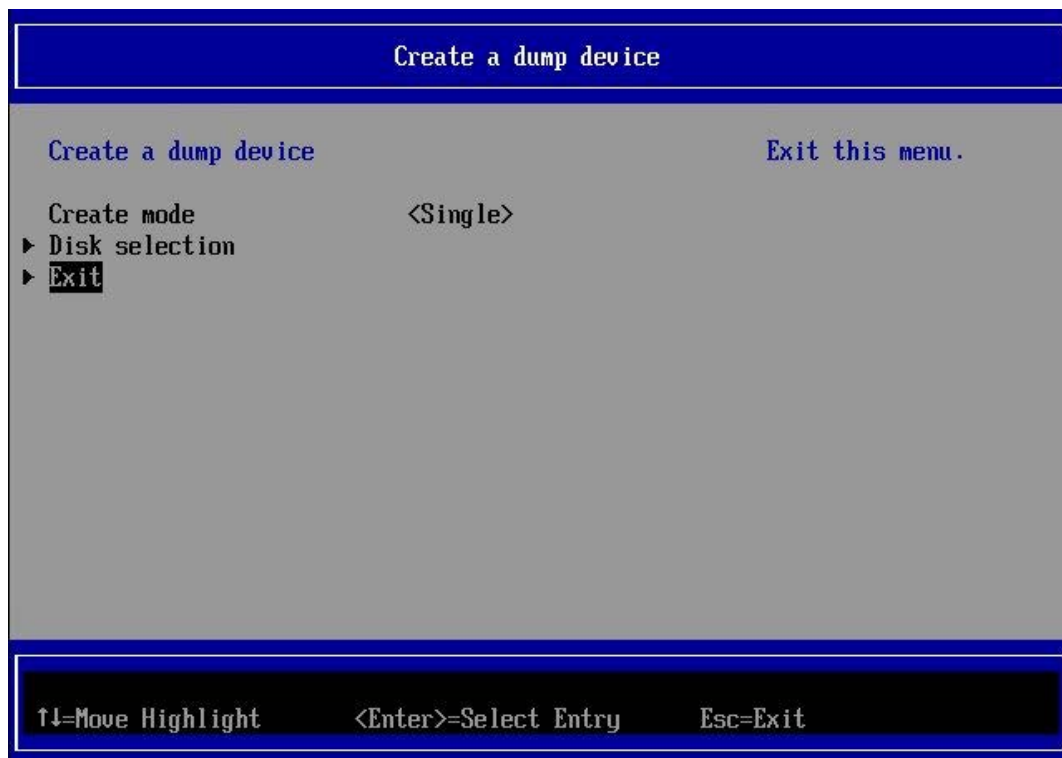 Create a dump device
Create a dump device Exit this menu.
Create mode <Single>
▶ Disk selection
▶ Exit
↑↓=Move Highlight <Enter>=Select Entry Esc=Exit